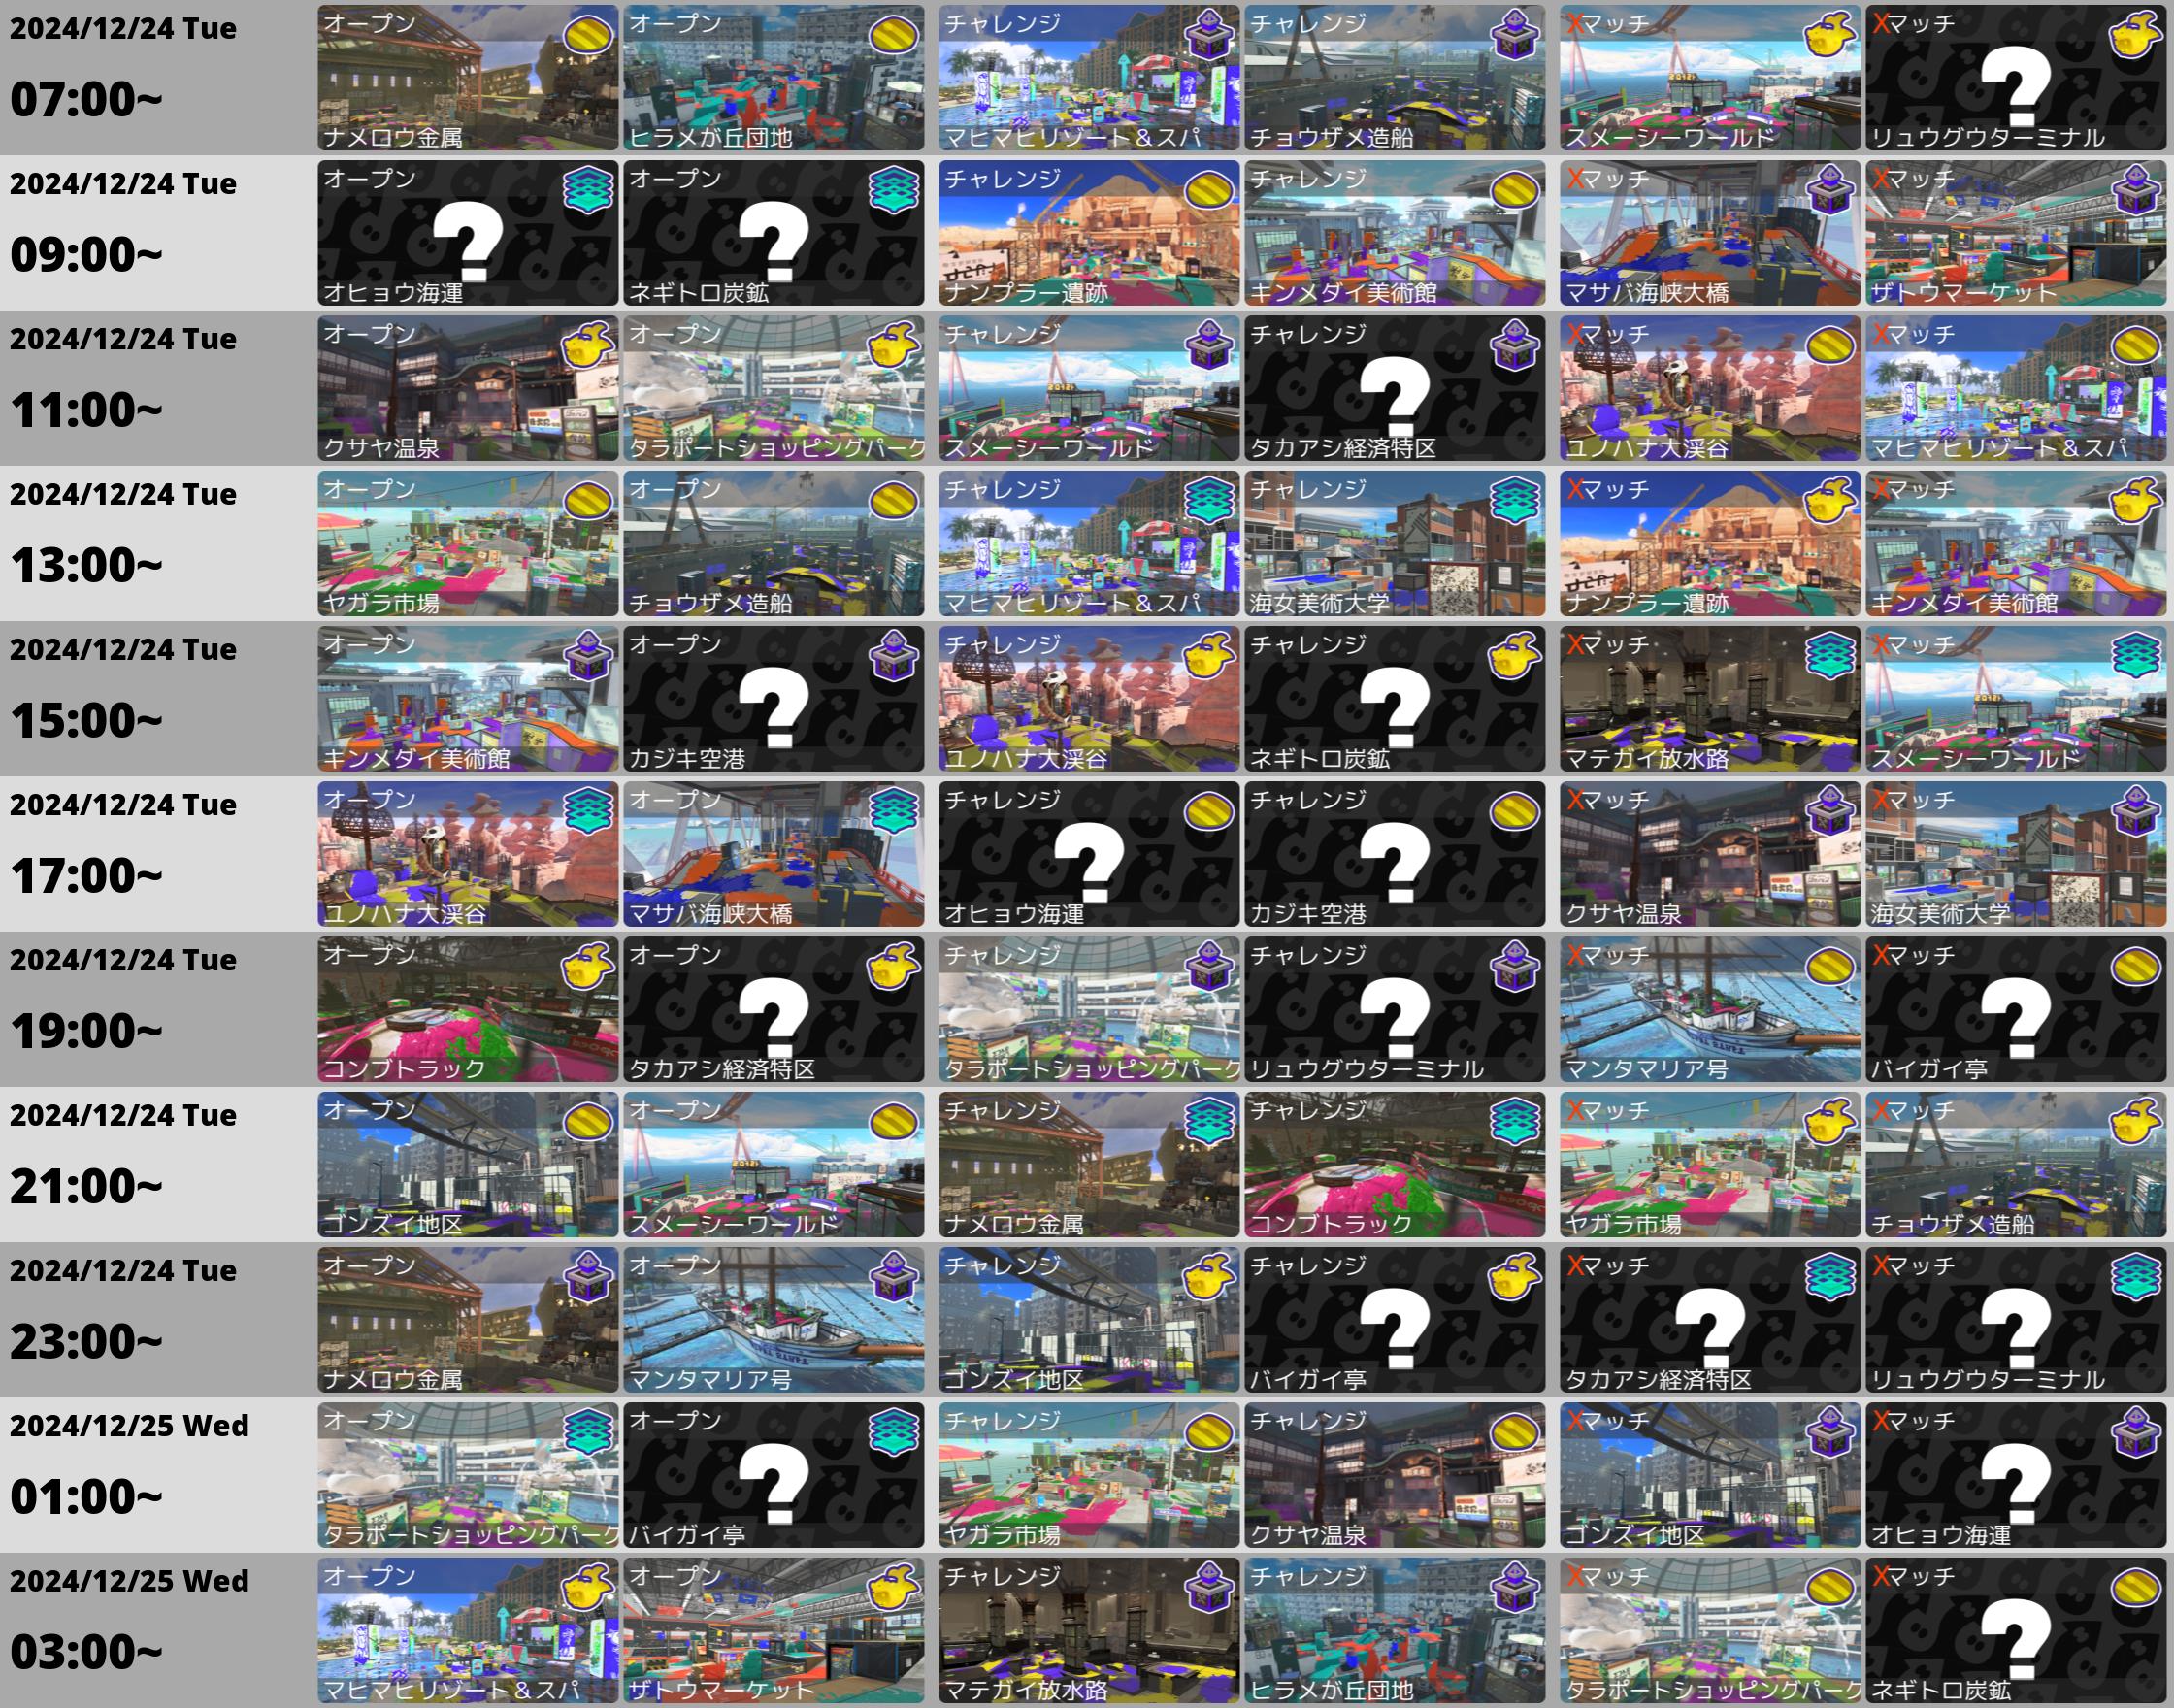 2024/12/24 Tue
07:00~
オープン
ナメロウ金属
オープン
ヒラメが丘団地
チャレンジ
マヒマヒリゾート＆スパ
チャレンジ
チョウザメ造船
Xマッチ
スメーシーワールド
Xマッチ
リュウグウターミナル
2024/12/24 Tue
09:00~
オープン
オヒョウ海運
オープン
ネギトロ炭鉱
チャレンジ
ナンプラー遺跡
チャレンジ
キンメダイ美術館
Xマッチ
マサバ海峡大橋
Xマッチ
ザトウマーケット
2024/12/24 Tue
11:00~
オープン
クサヤ温泉
オープン
タラポートショッピングパーク
チャレンジ
スメーシーワールド
チャレンジ
タカアシ経済特区
Xマッチ
ユノハナ大渓谷
Xマッチ
マヒマヒリゾート＆スパ
2024/12/24 Tue
13:00~
オープン
ヤガラ市場
オープン
チョウザメ造船
チャレンジ
マヒマヒリゾート＆スパ
チャレンジ
海女美術大学
Xマッチ
ナンプラー遺跡
Xマッチ
キンメダイ美術館
2024/12/24 Tue
15:00~
オープン
キンメダイ美術館
オープン
カジキ空港
チャレンジ
ユノハナ大渓谷
チャレンジ
ネギトロ炭鉱
Xマッチ
マテガイ放水路
Xマッチ
スメーシーワールド
2024/12/24 Tue
17:00~
オープン
ユノハナ大渓谷
オープン
マサバ海峡大橋
チャレンジ
オヒョウ海運
チャレンジ
カジキ空港
Xマッチ
クサヤ温泉
Xマッチ
海女美術大学
2024/12/24 Tue
19:00~
オープン
コンブトラック
オープン
タカアシ経済特区
チャレンジ
タラポートショッピングパーク
チャレンジ
リュウグウターミナル
Xマッチ
マンタマリア号
Xマッチ
バイガイ亭
2024/12/24 Tue
21:00~
オープン
ゴンズイ地区
オープン
スメーシーワールド
チャレンジ
ナメロウ金属
チャレンジ
コンブトラック
Xマッチ
ヤガラ市場
Xマッチ
チョウザメ造船
2024/12/24 Tue
23:00~
オープン
ナメロウ金属
オープン
マンタマリア号
チャレンジ
ゴンズイ地区
チャレンジ
バイガイ亭
Xマッチ
タカアシ経済特区
Xマッチ
リュウグウターミナル
2024/12/25 Wed
01:00~
オープン
タラポートショッピングパーク
オープン
バイガイ亭
チャレンジ
ヤガラ市場
チャレンジ
クサヤ温泉
Xマッチ
ゴンズイ地区
Xマッチ
オヒョウ海運
2024/12/25 Wed
03:00~
オープン
マヒマヒリゾート＆スパ
オープン
ザトウマーケット
チャレンジ
マテガイ放水路
チャレンジ
ヒラメが丘団地
Xマッチ
タラポートショッピングパーク
Xマッチ
ネギトロ炭鉱